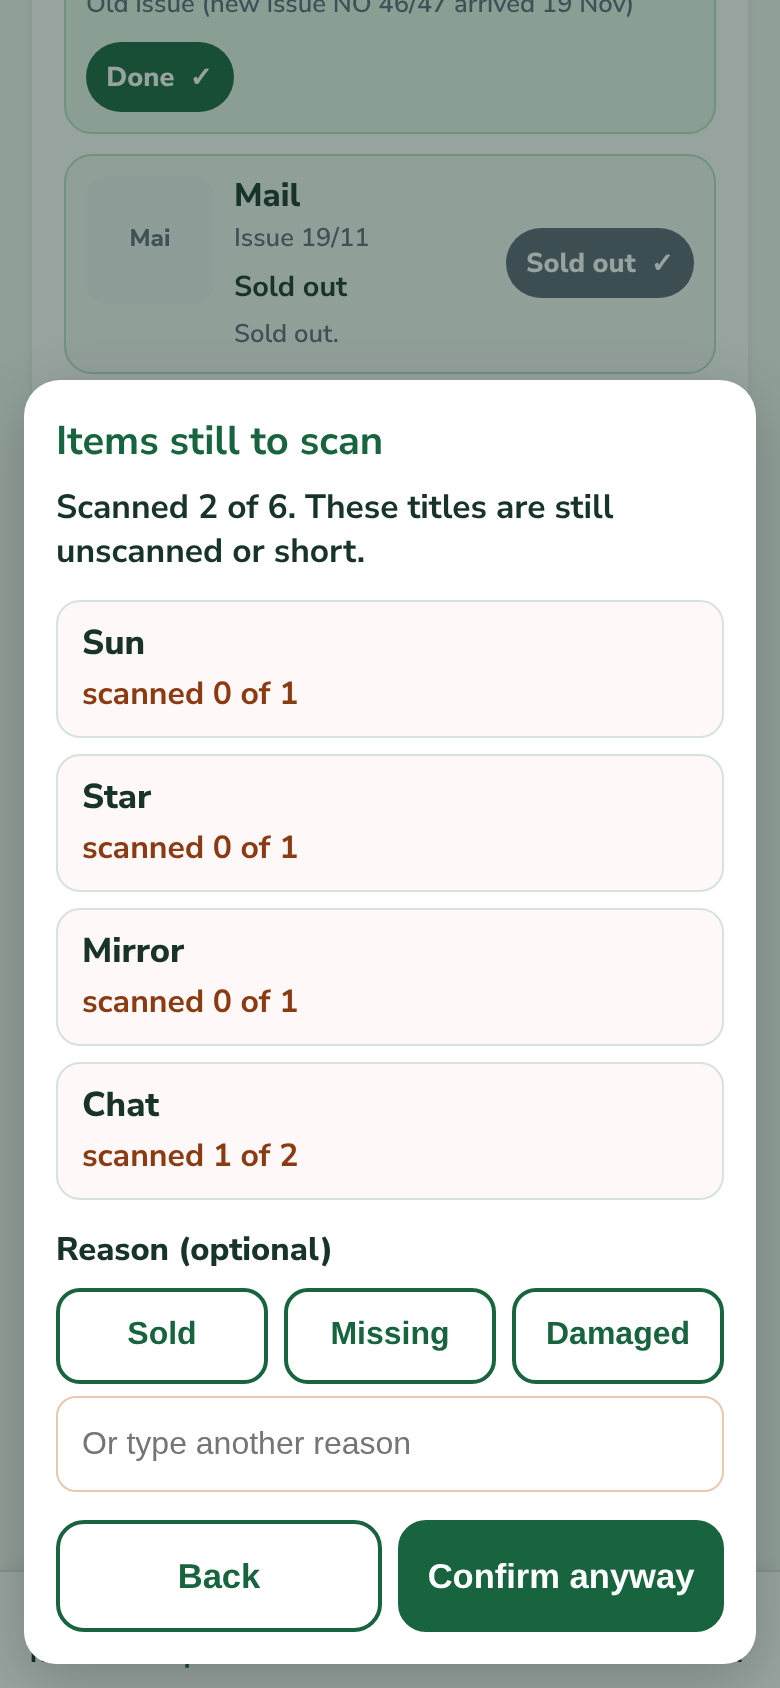 Old issue (new issue NO 46/47 arrived 19 Nov)
Done ✓
Mai
Mail
Issue 19/11
Sold out
Sold out.
Sold out ✓
Items still to scan
Scanned 2 of 6. These titles are still
unscanned or short.
Sun
scanned 0 of 1
Star
scanned 0 of 1
Mirror
scanned 0 of 1
Chat
scanned 1 of 2
Reason (optional)
Sold
Missing
Damaged
Or type another reason
Back
Confirm anyway